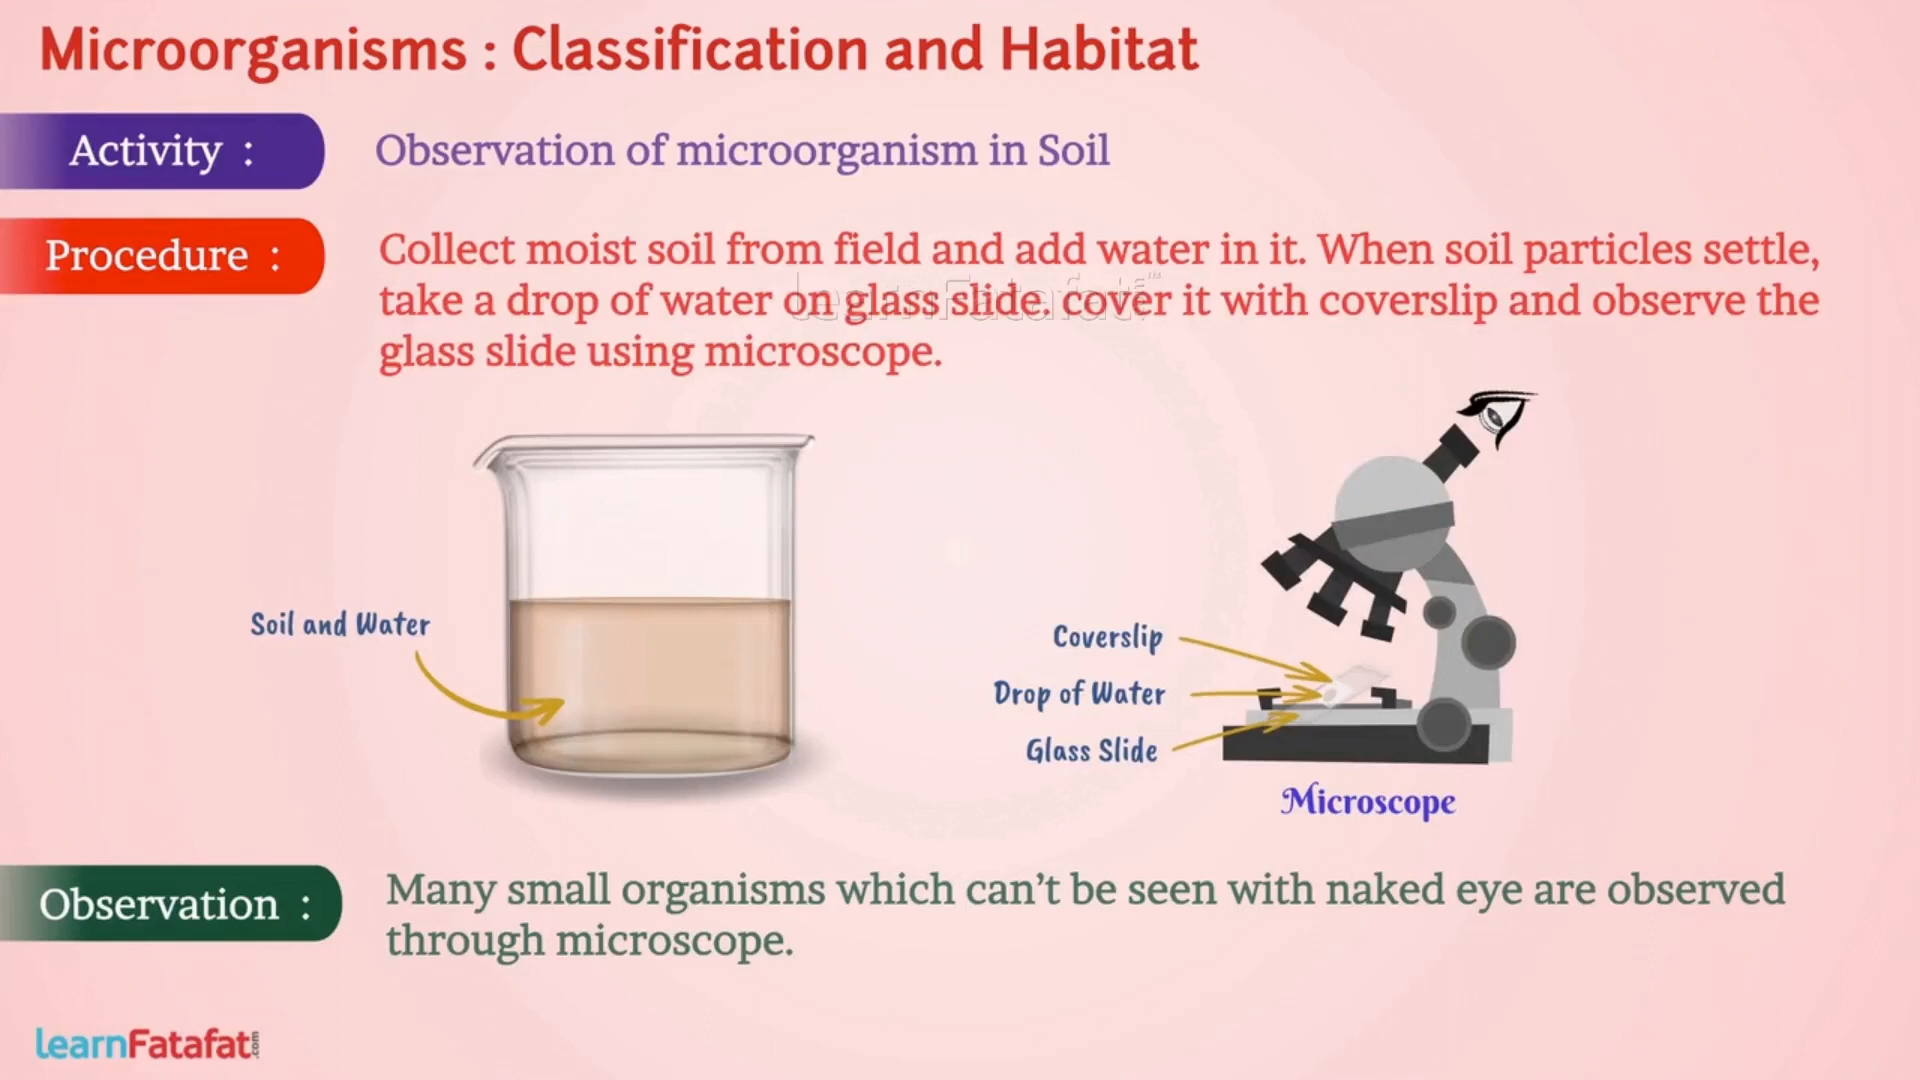 Microorganisms : Classification and Habitat
Activity :
Observation of microorganism in Soil
Procedure :
Collect moist soil from field and add water in it. When soil particles settle,
take a drop of water on glass slide. cover it with coverslip and observe the
glass slide using microscope.
learnFatafat™
Soil and Water
Coverslip
Drop of Water
Glass Slide
Microscope
Observation :
Many small organisms which can't be seen with naked eye are observed
through microscope.
learnFatafat.com